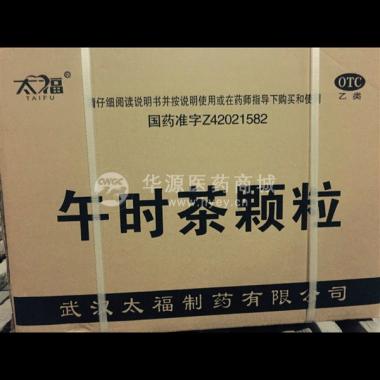 太福®
TAIFU
请仔细阅读说明书并按说明使用或在药师指导下购买和使用
OTC
乙类
国药准字Z42021582
华源医药商城
www.hyey.cn
午时茶颗粒
武汉太福制药有限公司